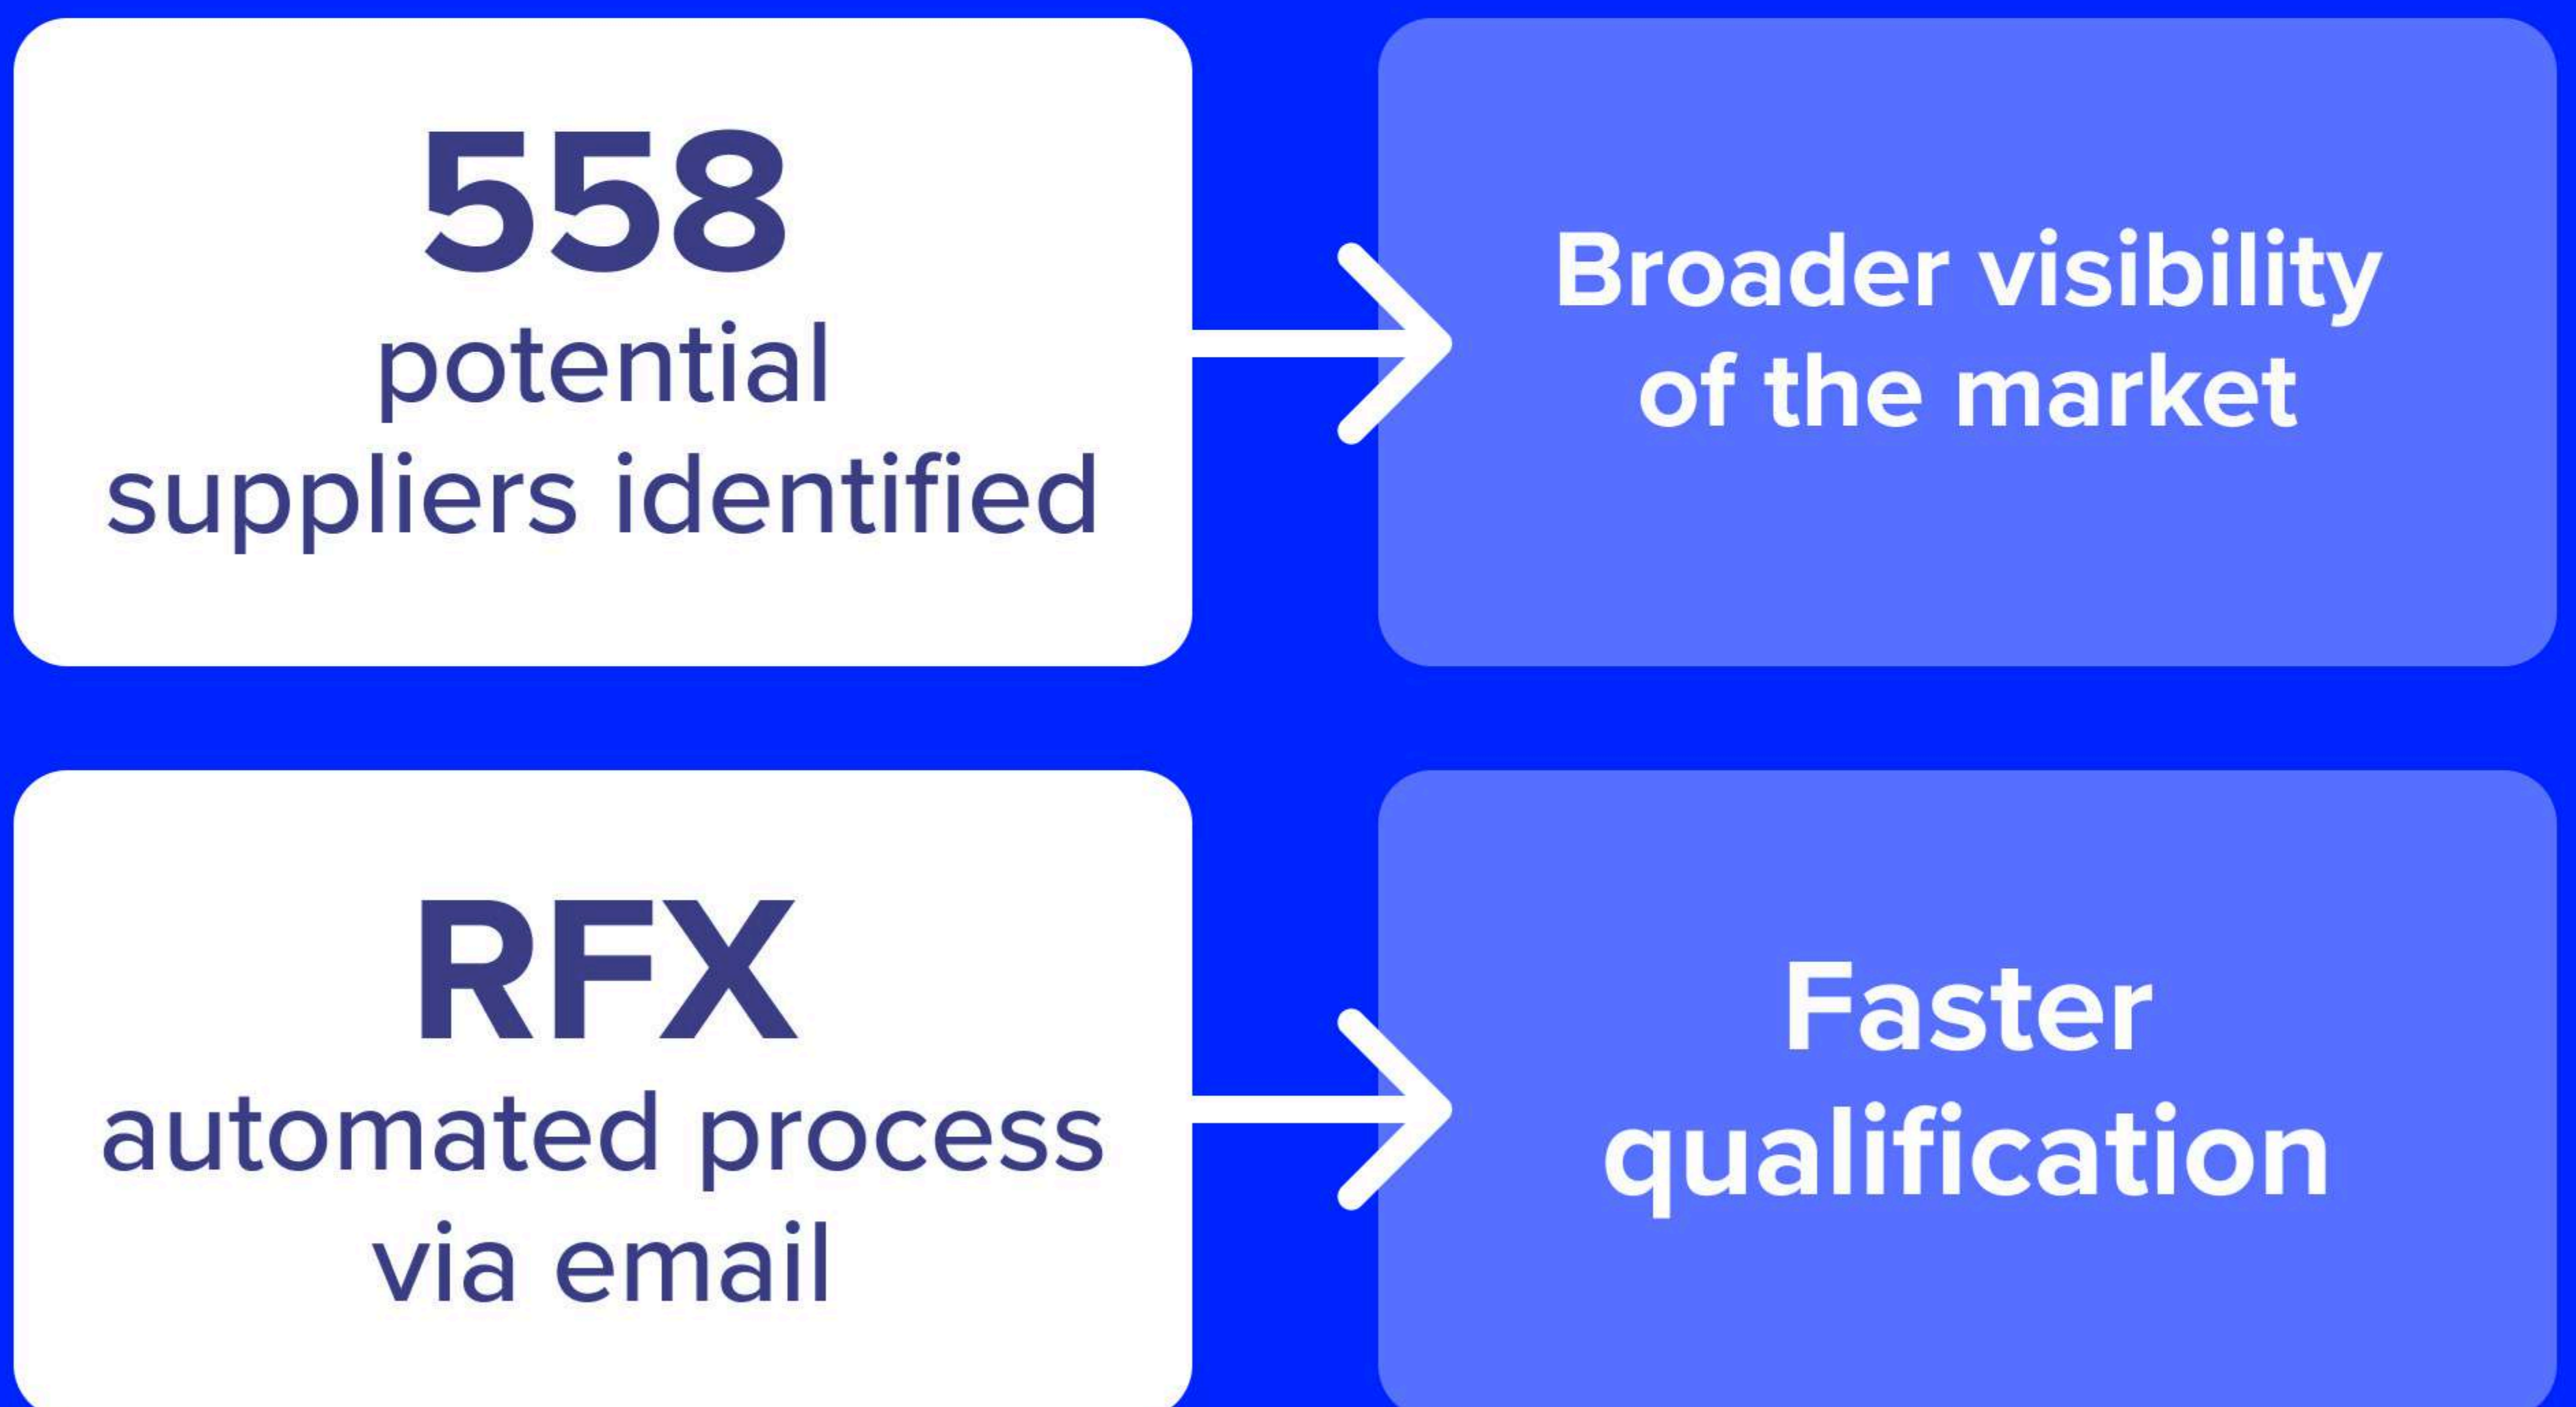 558
potential
suppliers identified
Broader visibility
of the market
RFX
automated process
via email
Faster
qualification